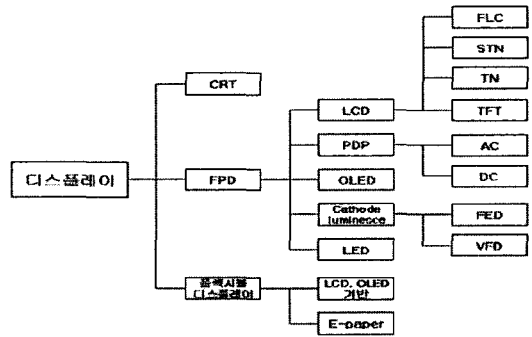 FLC
STN
CRT
TN
LCD
TFT
PDP
AC
디스플레이
FPD
OLED
DC
Cathode
luminesce
FED
LED
VFD
플렉시블
디스플레이
LCD, OLED
기반
E-paper